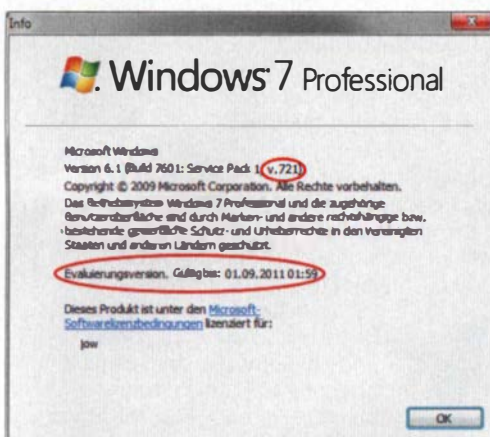 Info
Windows 7 Professional
Microsoft Windows
Version 6.1 (Build 7601: Service Pack 1, v.721)
Copyright © 2009 Microsoft Corporation. Alle Rechte vorbehalten.
Das Betriebssystem Windows 7 Professional und die zugehörige
Benutzeroberfläche sind durch Marken- und andere rechtsabhängige bzw.
bestehende gewerbliche Schutz- und Urheberrechte in den Vereinigten
Staaten und anderen Ländern geschützt.
Evaluierungsversion. Gültig bis: 01.09.2011 01:59
Dieses Produkt ist unter den Microsoft-
Softwarelizenzbedingungen lizenziert für:
jow
OK